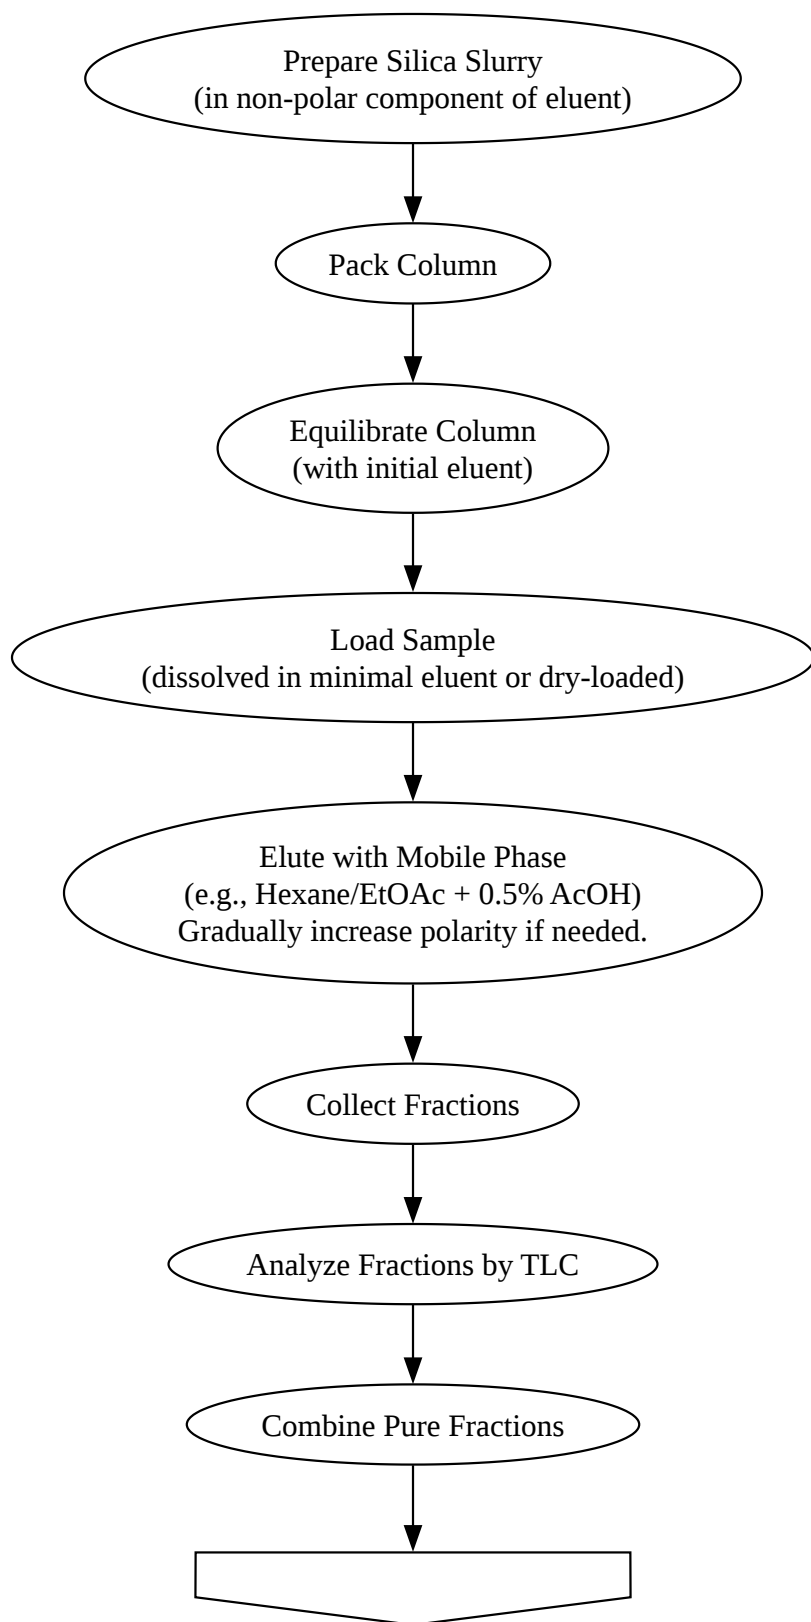 Prepare Silica Slurry
(in non-polar component of eluent)
Pack Column
Equilibrate Column
(with initial eluent)
Load Sample
(dissolved in minimal eluent or dry-loaded)
Elute with Mobile Phase
(e.g., Hexane/EtOAc + 0.5% AcOH)
Gradually increase polarity if needed.
Collect Fractions
Analyze Fractions by TLC
Combine Pure Fractions